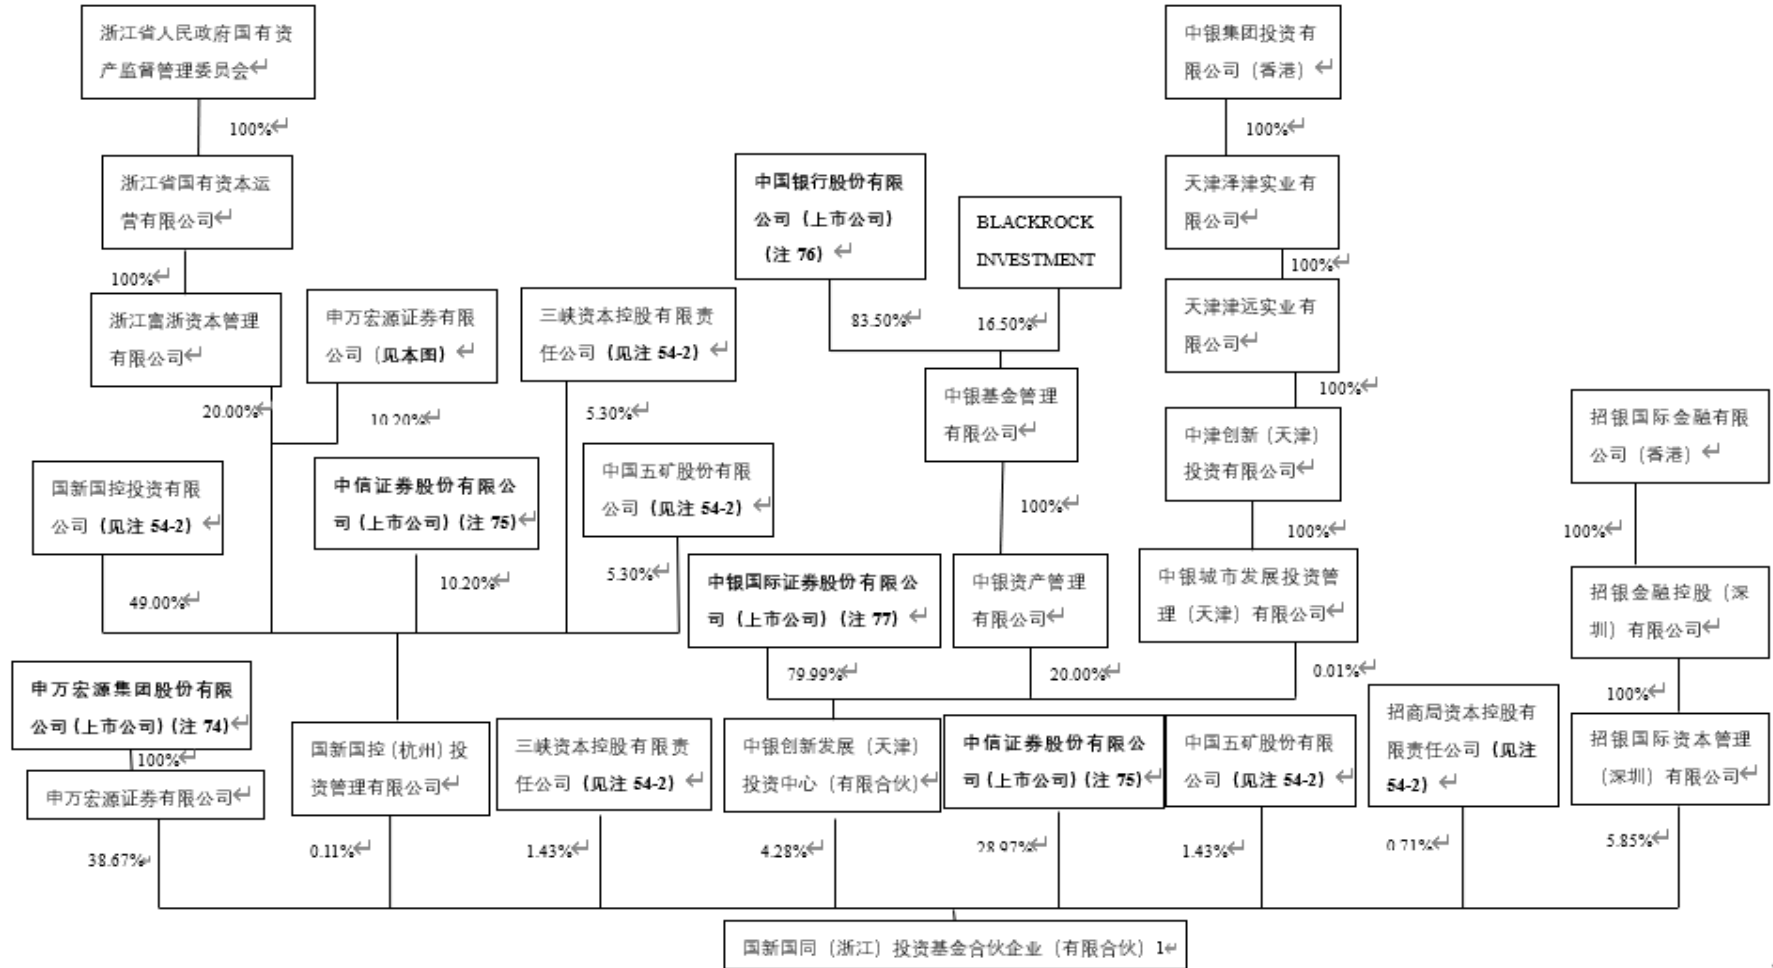 浙江省人民政府国有资
产监督管理委员会
100%
浙江省国有资本运
营有限公司
100%
浙江富浙资本管理
有限公司
20.00%
申万宏源证券有限
公司（见本图）
10.20%
三峡资本控股有限责
任公司（见注 54-2）
5.30%
国新国控投资有限
公司（见注 54-2）
49.00%
中信证券股份有限公
司（上市公司）（注 75）
10.20%
中国五矿股份有限
公司（见注 54-2）
5.30%
中国银行股份有限
公司（上市公司）
（注 76）
83.50%
BLACKROCK
INVESTMENT
16.50%
中银基金管理
有限公司
100%
中银国际证券股份有限公
司（上市公司）（注 77）
79.99%
中银资产管理
有限公司
20.00%
中银集团投资有
限公司（香港）
100%
天津泽津实业有
限公司
100%
天津津远实业有
限公司
100%
中津创新（天津）
投资有限公司
100%
中银城市发展投资管
理（天津）有限公司
0.01%
招银国际金融有限
公司（香港）
100%
招银金融控股（深
圳）有限公司
100%
申万宏源集团股份有限
公司（上市公司）（注 74）
100%
申万宏源证券有限公司
38.67%
国新国控（杭州）投
资管理有限公司
0.11%
三峡资本控股有限责
任公司（见注 54-2）
1.43%
中银创新发展（天津）
投资中心（有限合伙）
4.28%
中信证券股份有限公
司（上市公司）（注 75）
28.97%
中国五矿股份有限
公司（见注 54-2）
1.43%
招商局资本控股有
限责任公司（见注
54-2）
0.71%
招银国际资本管理
（深圳）有限公司
5.85%
国新国同（浙江）投资基金合伙企业（有限合伙）1